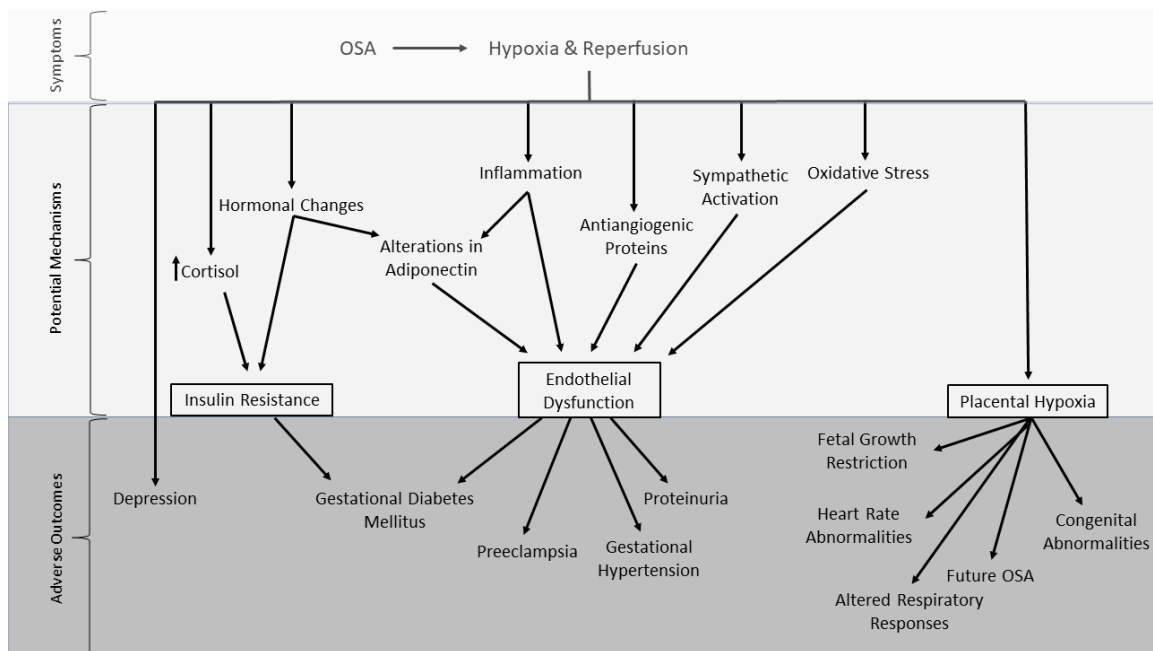 Symptoms
OSA
Hypoxia & Reperfusion
Potential Mechanisms
Inflammation
Sympathetic
Activation
Oxidative Stress
Hormonal Changes
Antiangiogenic
Proteins
Alterations in
Adiponectin
Cortisol
Insulin Resistance
Endothelial
Dysfunction
Placental Hypoxia
Adverse Outcomes
Depression
Gestational Diabetes
Mellitus
Preeclampsia
Gestational
Hypertension
Proteinuria
Fetal Growth
Restriction
Heart Rate
Abnormalities
Altered Respiratory
Responses
Future OSA
Congenital
Abnormalities